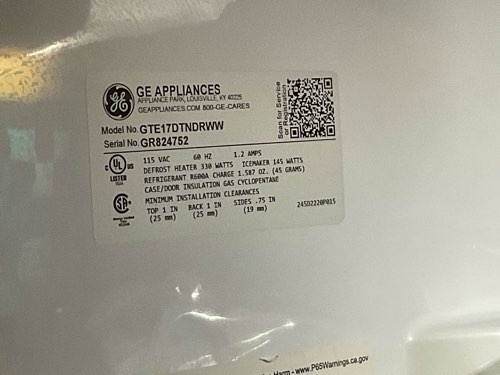 GE APPLIANCES
APPLIANCE PARK, LOUISVILLE, KY 40225
GEAPPLIANCES.COM 800-GE-CARES
Model No. GTE17DTNDRWW
Serial No. GR824752
Scan for Service
or Registration
C UL US
LISTED
115 VAC 60 HZ 1.2 AMPS
DEFROST HEATER 330 WATTS ICEMAKER 145 WATTS
REFRIGERANT R600A CHARGE 1.587 OZ. (45 GRAMS)
CASE/DOOR INSULATION GAS CYCLOPENTANE
MINIMUM INSTALLATION CLEARANCES
TOP 1 IN BACK 1 IN SIDES .75 IN
(25 mm) (25 mm) (19 mm)
245D2220P015
Harm - www.P65Warnings.ca.gov